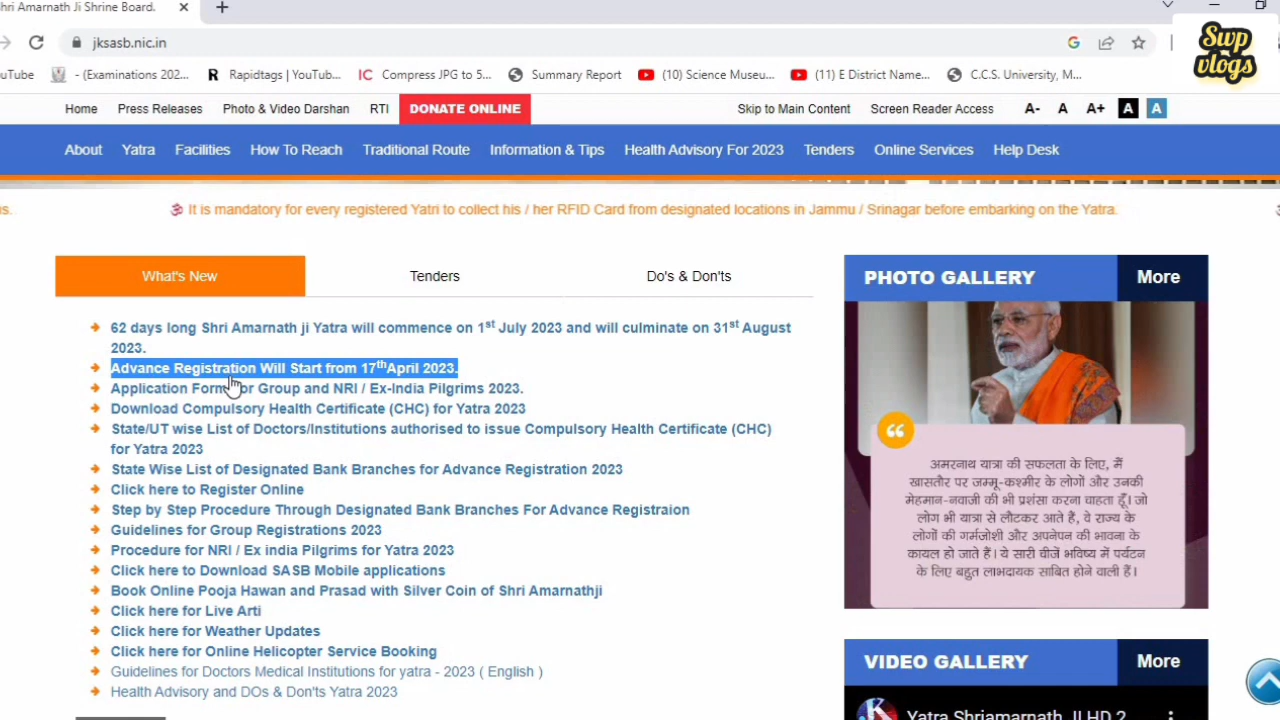 hri Amarnath Ji Shrine Board.
jksasb.nic.in
uTube
- (Examinations 202...
Rapidtags | YouTub...
IC Compress JPG to 5...
Summary Report
(10) Science Museu...
(11) E District Name...
C.C.S. University, M...
Swp
vlogs
Home Press Releases Photo & Video Darshan RTI DONATE ONLINE Skip to Main Content Screen Reader Access A- A A+ A A
About Yatra Facilities How To Reach Traditional Route Information & Tips Health Advisory For 2023 Tenders Online Services Help Desk
s. It is mandatory for every registered Yatri to collect his / her RFID Card from designated locations in Jammu / Srinagar before embarking on the Yatra.
What's New Tenders Do's & Don'ts
62 days long Shri Amarnath ji Yatra will commence on 1st July 2023 and will culminate on 31st August
2023.
Advance Registration Will Start from 17thApril 2023.
Application Form or Group and NRI / Ex-India Pilgrims 2023.
Download Compulsory Health Certificate (CHC) for Yatra 2023
State/UT wise List of Doctors/Institutions authorised to issue Compulsory Health Certificate (CHC)
for Yatra 2023
State Wise List of Designated Bank Branches for Advance Registration 2023
Click here to Register Online
Step by Step Procedure Through Designated Bank Branches For Advance Registraion
Guidelines for Group Registrations 2023
Procedure for NRI / Ex india Pilgrims for Yatra 2023
Click here to Download SASB Mobile applications
Book Online Pooja Hawan and Prasad with Silver Coin of Shri Amarnathji
Click here for Live Arti
Click here for Weather Updates
Click here for Online Helicopter Service Booking
Guidelines for Doctors Medical Institutions for yatra - 2023 ( English )
Health Advisory and DOs & Don'ts Yatra 2023
PHOTO GALLERY More
अमरनाथ यात्रा की सफलता के लिए, मैं
खासतौर पर जम्मू-कश्मीर के लोगों और उनकी
मेहमान-नवाजी की भी प्रशंसा करना चाहता हूँ। जो
लोग भी यात्रा से लौटकर आते हैं, वे राज्य के
लोगों की गर्मजोशी और अपनेपन की भावना के
कायल हो जाते हैं। ये सारी चीजें भविष्य में पर्यटन
के लिए बहुत लाभदायक साबित होने वाली हैं।
VIDEO GALLERY More
Yatra Shriamarnath JI HD 2